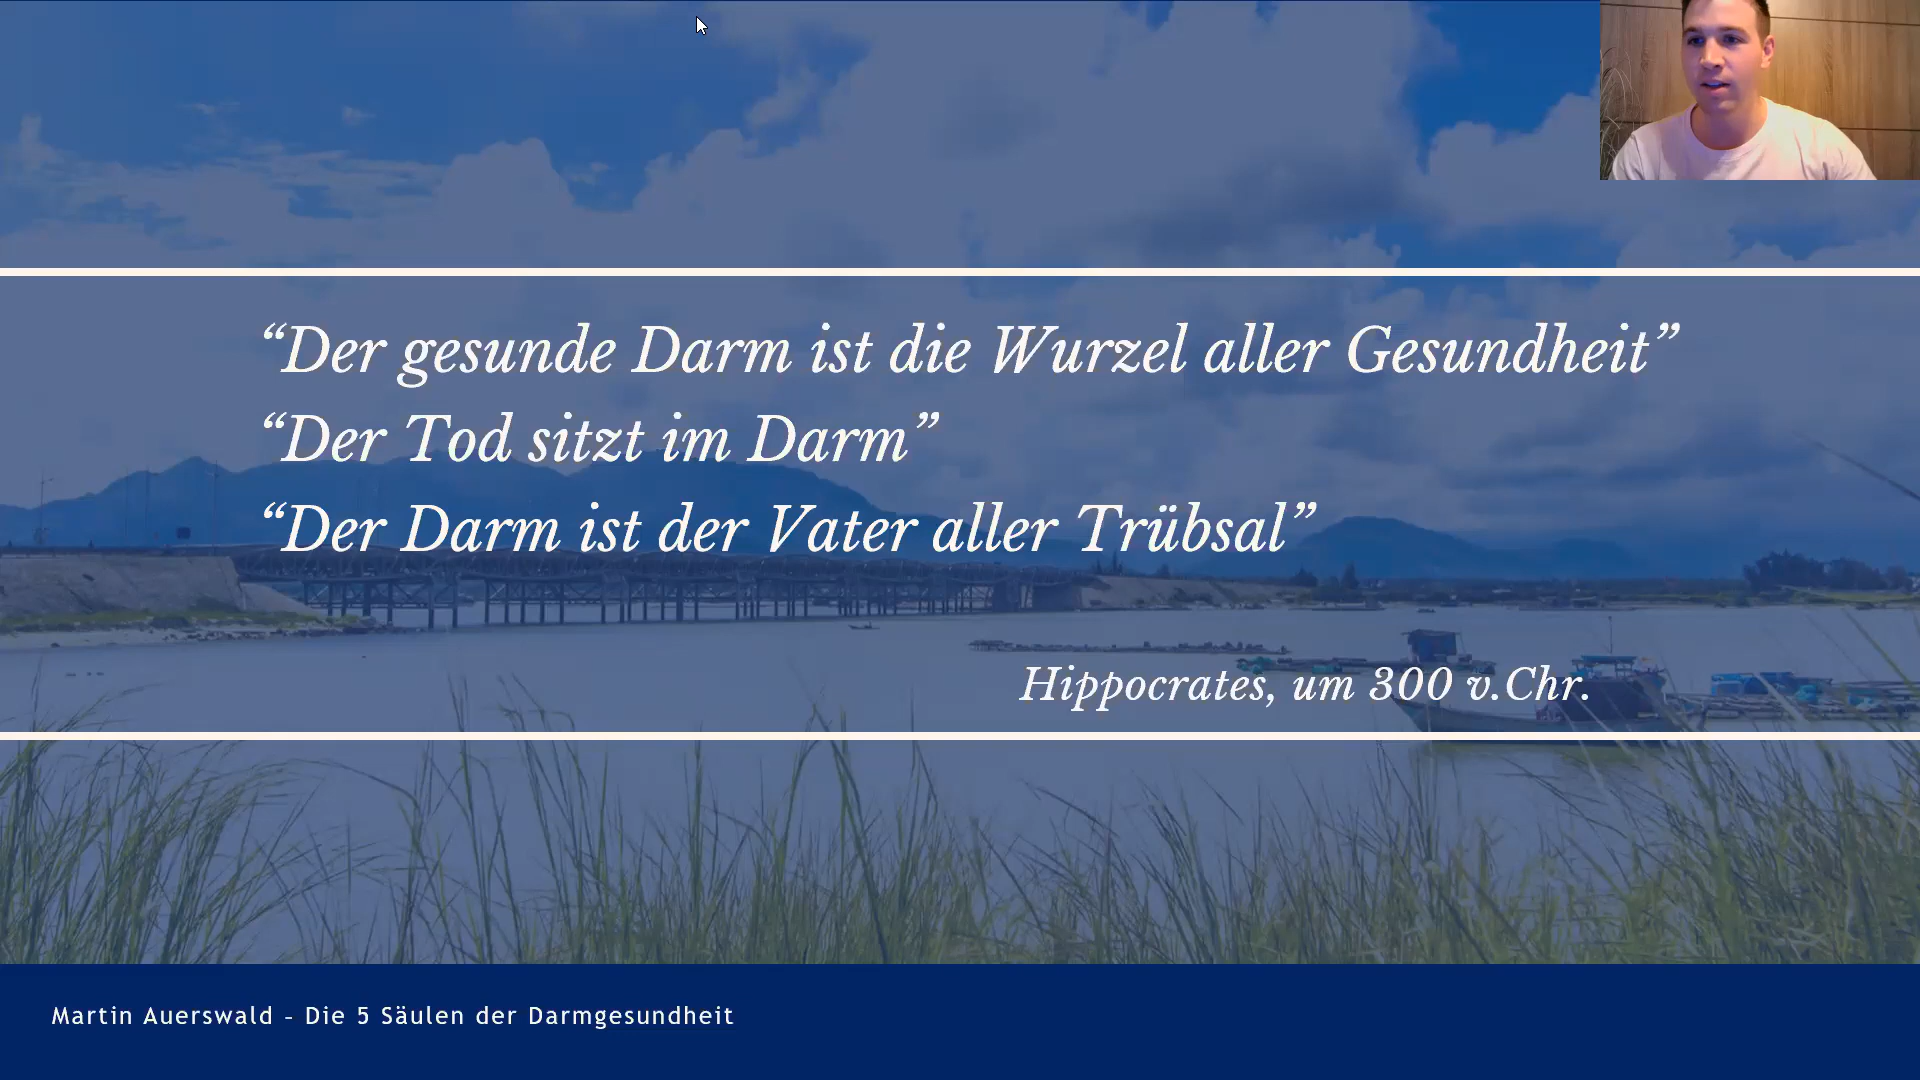 “Der gesunde Darm ist die Wurzel aller Gesundheit”
“Der Tod sitzt im Darm”
“Der Darm ist der Vater aller Trübsal”
Hippocrates, um 300 v.Chr.
Martin Auerswald – Die 5 Säulen der Darmgesundheit